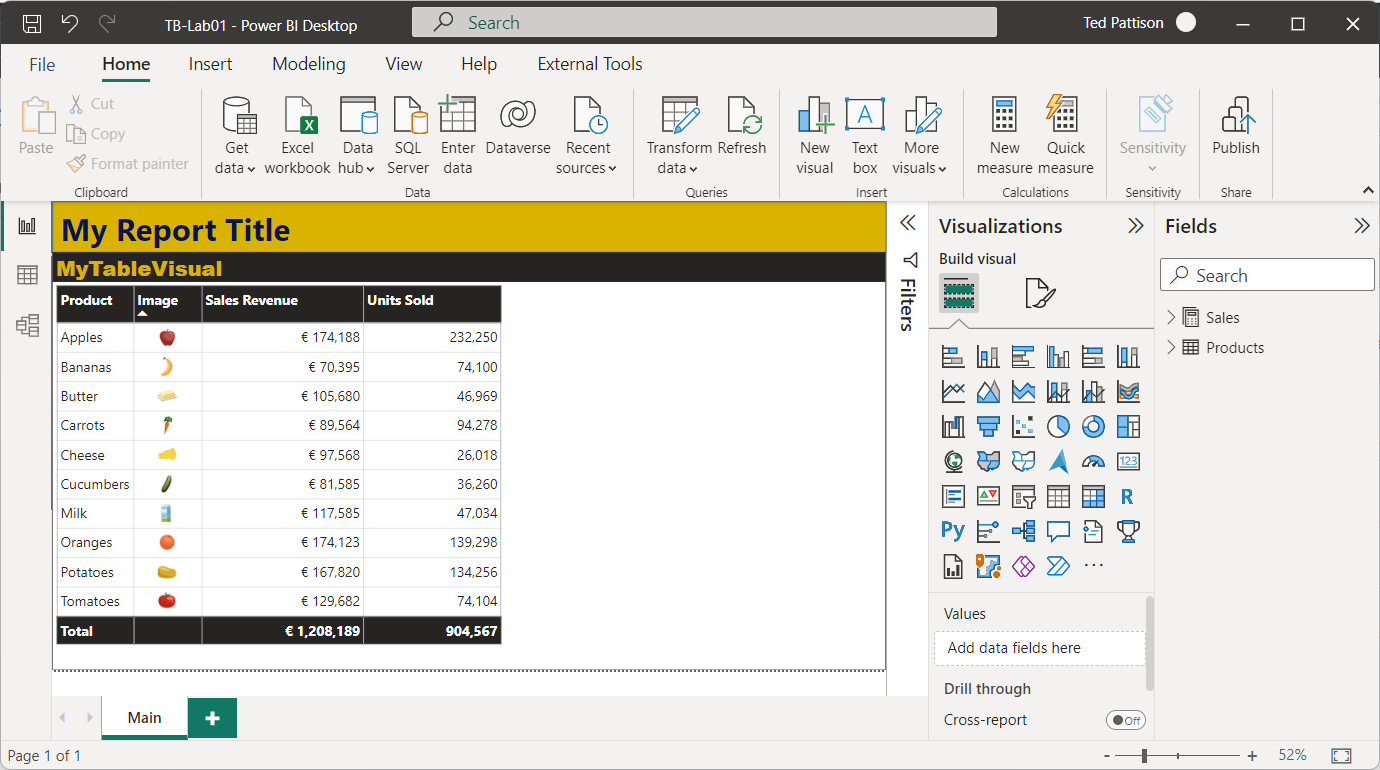 TB-Lab01 - Power BI Desktop
Search
Ted Pattison
File Home Insert Modeling View Help External Tools
Paste
Cut
Copy
Format painter
Clipboard
Get data
Excel workbook
Data hub
SQL Server
Enter data
Dataverse
Recent sources
Data
Transform data
Refresh
Queries
New visual
Text box
More visuals
Insert
New measure
Quick measure
Calculations
Sensitivity
Sensitivity
Publish
Share
My Report Title
MyTableVisual
Product Image Sales Revenue Units Sold
Apples € 174,188 232,250
Bananas € 70,395 74,100
Butter € 105,680 46,969
Carrots € 89,564 94,278
Cheese € 97,568 26,018
Cucumbers € 81,585 36,260
Milk € 117,585 47,034
Oranges € 174,123 139,298
Potatoes € 167,820 134,256
Tomatoes € 129,682 74,104
Total € 1,208,189 904,567
Filters
Visualizations
Build visual
123
R
Py
...
Values
Add data fields here
Drill through
Cross-report
Off
Fields
Search
Sales
Products
Main
Page 1 of 1
- + 52%